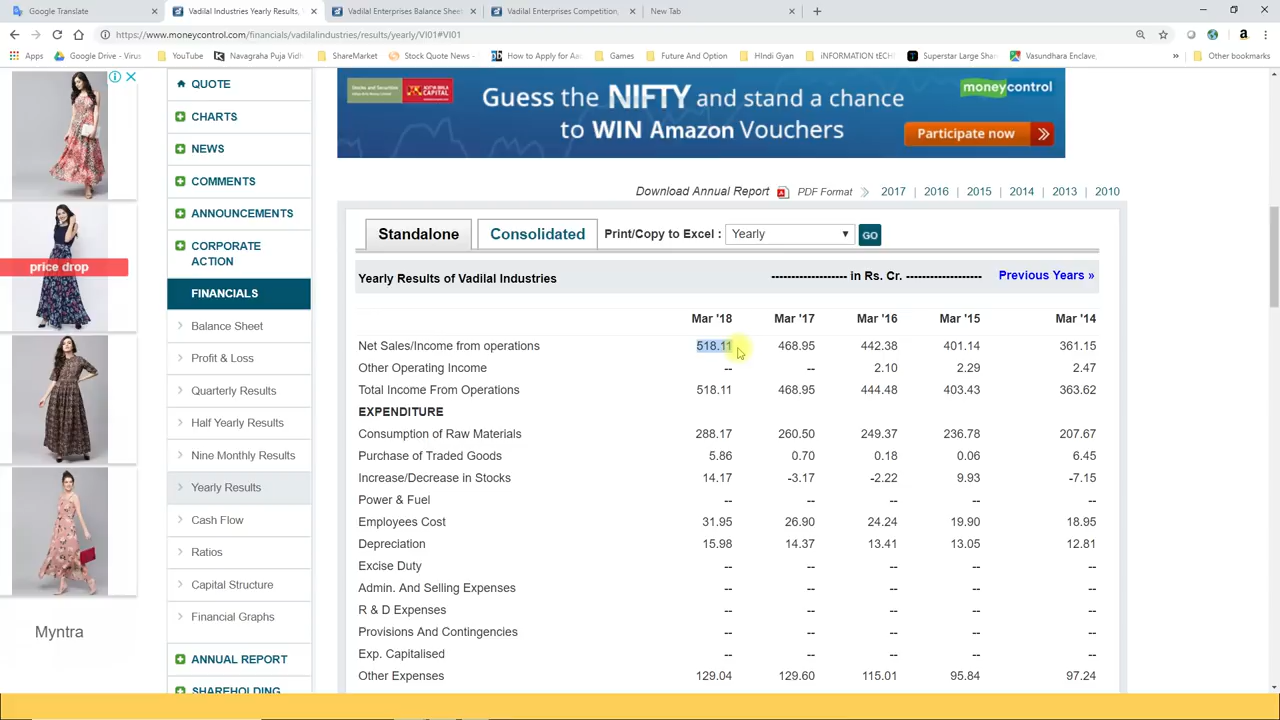 Google Translate
Vadilal Industries Yearly Results,
Vadilal Enterprises Balance Shee
Vadilal Enterprises Competition,
New Tab
https://www.moneycontrol.com/financials/vadilalindustries/results/yearly/VI01#VI01
Apps
Google Drive - Vib
YouTube
Navagraha Puja Vidh
ShareMarket
Stock Quote News -
How to Apply for Aad
Games
Future And Option
HIndi Gyan
iNFORMATION tECH
Superstar Large Share
Vasundhara Enclave,
»
Other bookmarks
QUOTE
CHARTS
NEWS
COMMENTS
ANNOUNCEMENTS
CORPORATE
ACTION
FINANCIALS
Balance Sheet
Profit & Loss
Quarterly Results
Half Yearly Results
Nine Monthly Results
Yearly Results
Cash Flow
Ratios
Capital Structure
Financial Graphs
ANNUAL REPORT
SHAREHOLDING
price drop
Myntra
Guess the NIFTY and stand a chance
to WIN Amazon Vouchers
moneycontrol
Participate now
Download Annual Report PDF Format 2017 | 2016 | 2015 | 2014 | 2013 | 2010
Standalone Consolidated Print/Copy to Excel : Yearly GO
Yearly Results of Vadilal Industries ------------------- in Rs. Cr. ------------------- Previous Years »
Mar '18 Mar '17 Mar '16 Mar '15 Mar '14
Net Sales/Income from operations 518.11 468.95 442.38 401.14 361.15
Other Operating Income -- -- 2.10 2.29 2.47
Total Income From Operations 518.11 468.95 444.48 403.43 363.62
EXPENDITURE
Consumption of Raw Materials 288.17 260.50 249.37 236.78 207.67
Purchase of Traded Goods 5.86 0.70 0.18 0.06 6.45
Increase/Decrease in Stocks 14.17 -3.17 -2.22 9.93 -7.15
Power & Fuel -- -- -- -- --
Employees Cost 31.95 26.90 24.24 19.90 18.95
Depreciation 15.98 14.37 13.41 13.05 12.81
Excise Duty -- -- -- -- --
Admin. And Selling Expenses -- -- -- -- --
R & D Expenses -- -- -- -- --
Provisions And Contingencies -- -- -- -- --
Exp. Capitalised -- -- -- -- --
Other Expenses 129.04 129.60 115.01 95.84 97.24